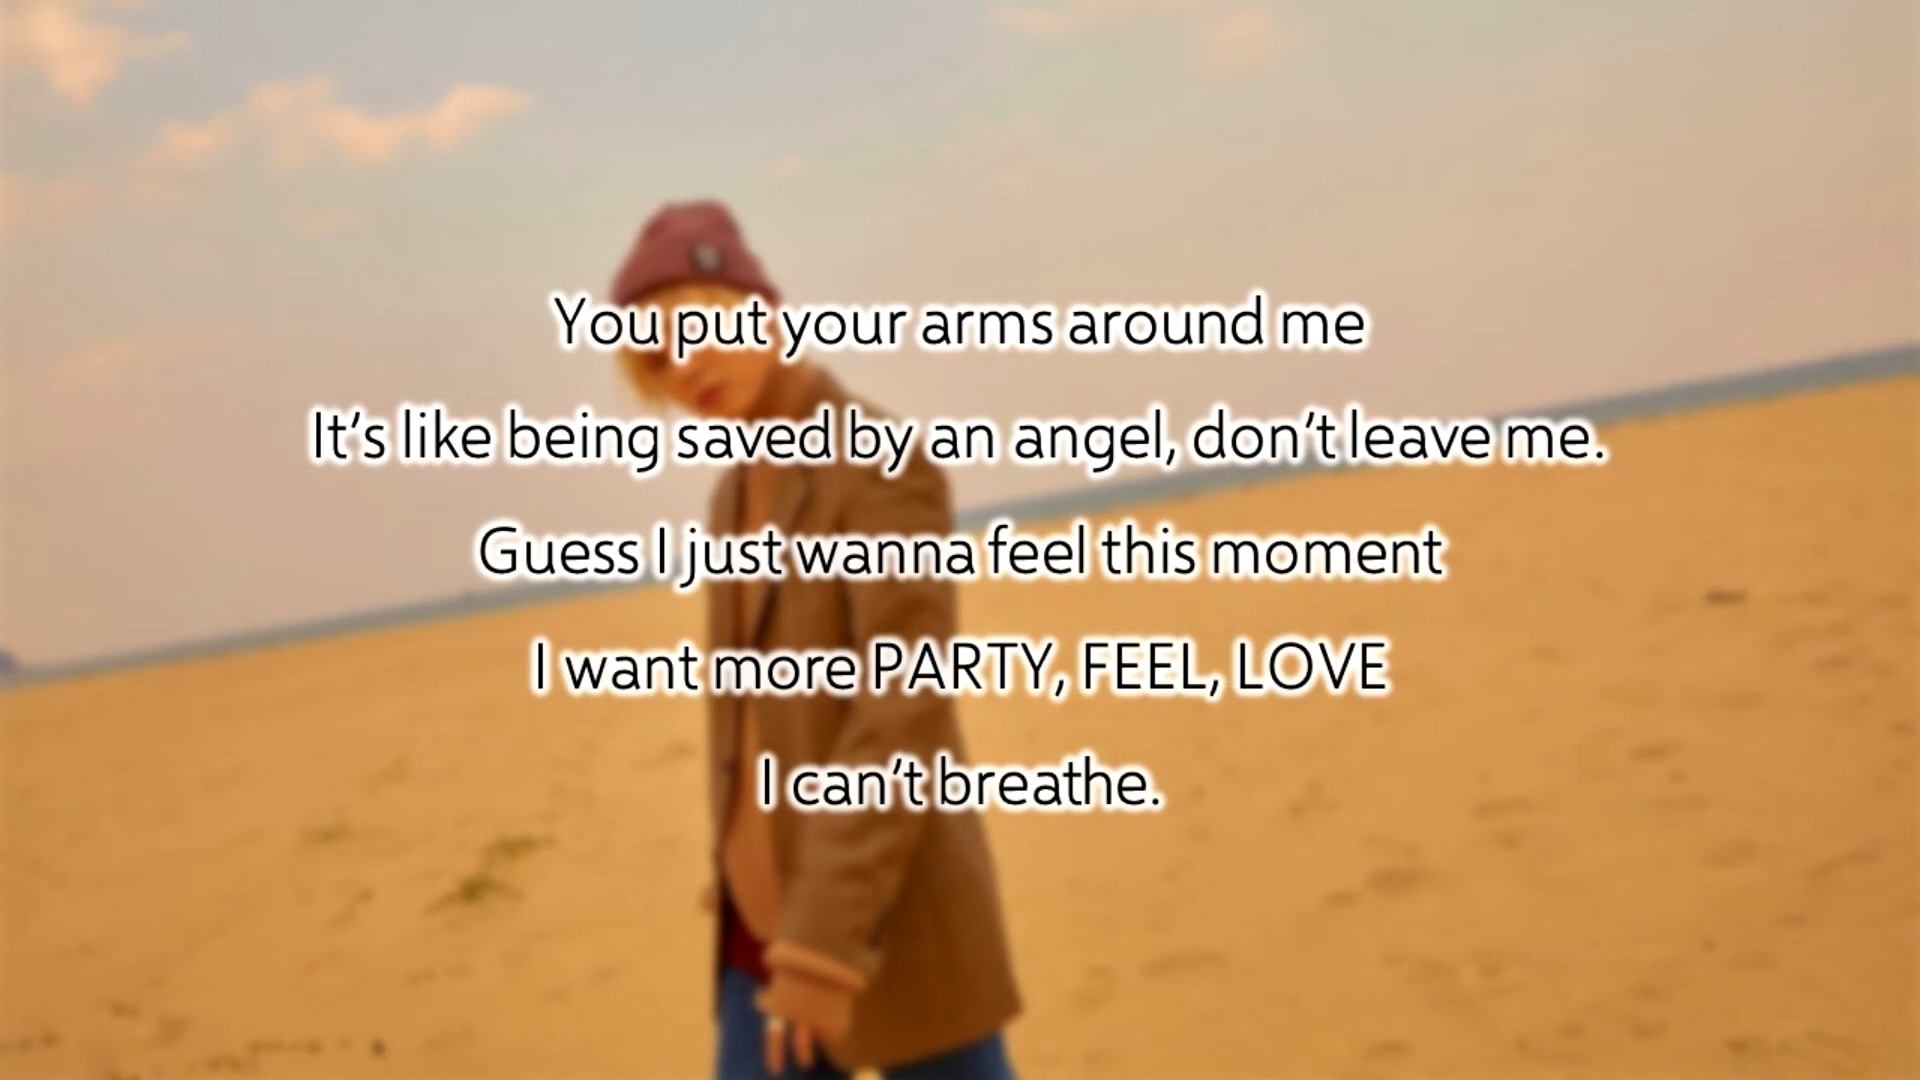 You put your arms around me
It's like being saved by an angel, don't leave me.
Guess I just wanna feel this moment
I want more PARTY, FEEL, LOVE
I can't breathe.